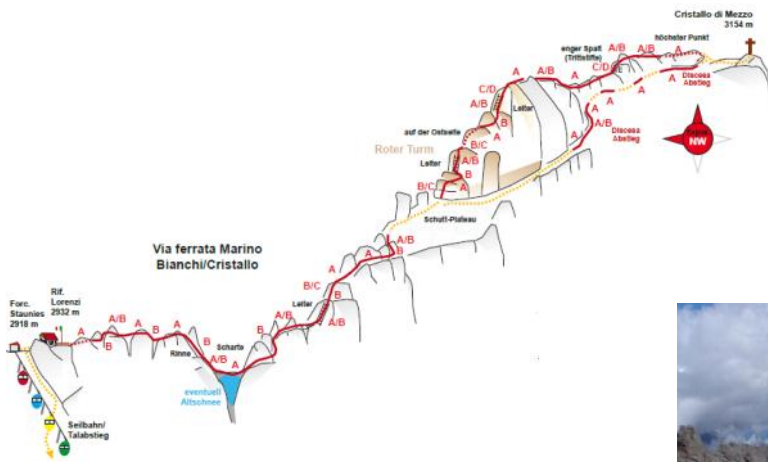 Cristallo di Mezzo
3154 m
höchster Punkt
enger Spalt
(Trittstifte)
A/B
A/B
A
A
A/B
A
C/D
A
A
Discesa
Abstieg
C/D
A/B
Leiter
A
A
A
B
A
A/B
Discesa
Abstieg
NW
auf der Ostseite
B/C
A
Roter Turm
Leiter
A/B
B
B/C
A
Schutt-Plateau
A/B
B
A
Via ferrata Marino
Bianchi/Cristallo
A
B/C
B
Leiter
A/B
A/B
B
Forc.
Staunies
2918 m
Rif.
Lorenzi
2932 m
A
B
A/B
A
B
A
B
Rinne
Scharte
A/B
A
eventuell
Altschnee
Seilbahn/
Talabstieg